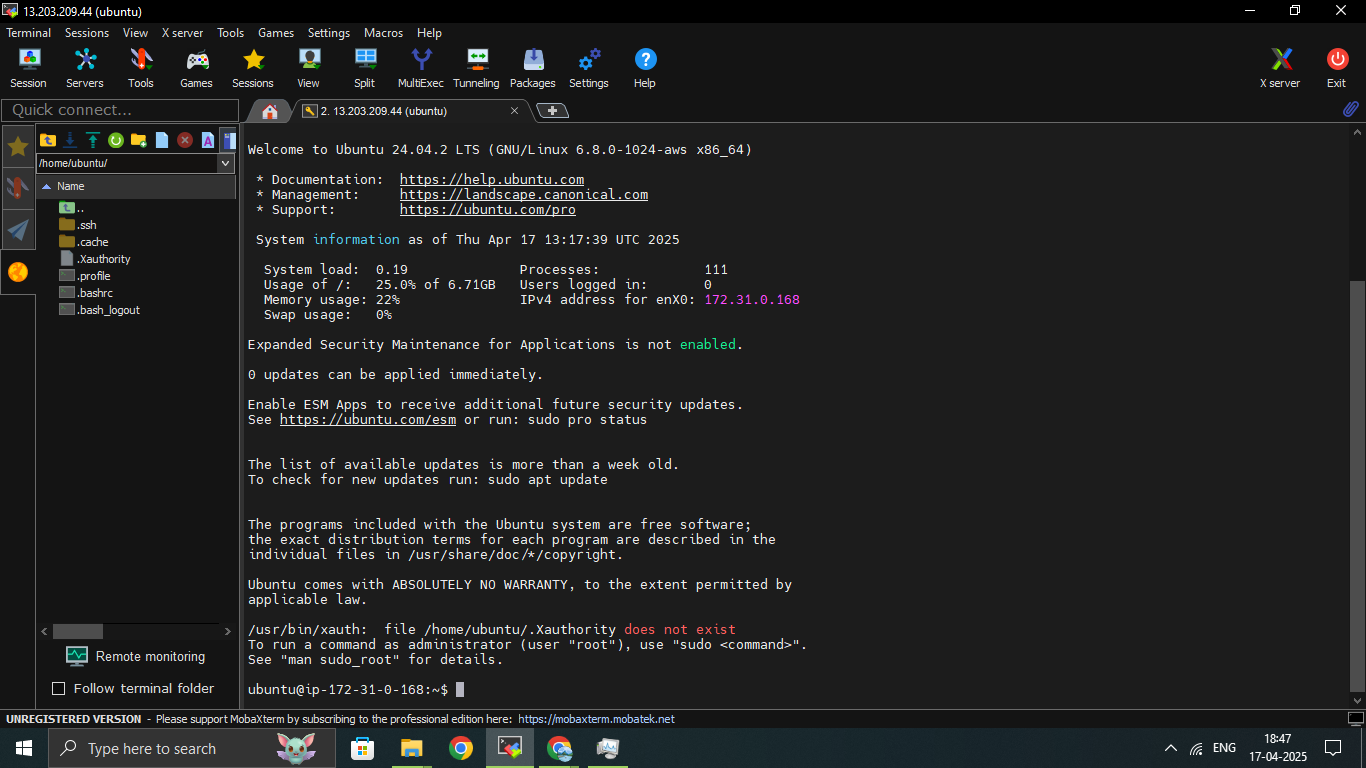 13.203.209.44 (ubuntu)
Terminal Sessions View X server Tools Games Settings Macros Help
Session Servers Tools Games Sessions View Split MultiExec Tunneling Packages Settings Help X server Exit
Quick connect...
2. 13.203.209.44 (ubuntu)
/home/ubuntu/
Name
..
.ssh
.cache
.Xauthority
.profile
.bashrc
.bash_logout
Remote monitoring
Follow terminal folder
Welcome to Ubuntu 24.04.2 LTS (GNU/Linux 6.8.0-1024-aws x86_64)
* Documentation: https://help.ubuntu.com
* Management: https://landscape.canonical.com
* Support: https://ubuntu.com/pro
System information as of Thu Apr 17 13:17:39 UTC 2025
System load: 0.19 Processes: 111
Usage of /: 25.0% of 6.71GB Users logged in: 0
Memory usage: 22% IPv4 address for enX0: 172.31.0.168
Swap usage: 0%
Expanded Security Maintenance for Applications is not enabled.
0 updates can be applied immediately.
Enable ESM Apps to receive additional future security updates.
See https://ubuntu.com/esm or run: sudo pro status
The list of available updates is more than a week old.
To check for new updates run: sudo apt update
The programs included with the Ubuntu system are free software;
the exact distribution terms for each program are described in the
individual files in /usr/share/doc/*/copyright.
Ubuntu comes with ABSOLUTELY NO WARRANTY, to the extent permitted by
applicable law.
/usr/bin/xauth: file /home/ubuntu/.Xauthority does not exist
To run a command as administrator (user "root"), use "sudo <command>".
See "man sudo_root" for details.
ubuntu@ip-172-31-0-168:~$
UNREGISTERED VERSION - Please support MobaXterm by subscribing to the professional edition here: https://mobaxterm.mobatek.net
Type here to search
ENG
18:47
17-04-2025